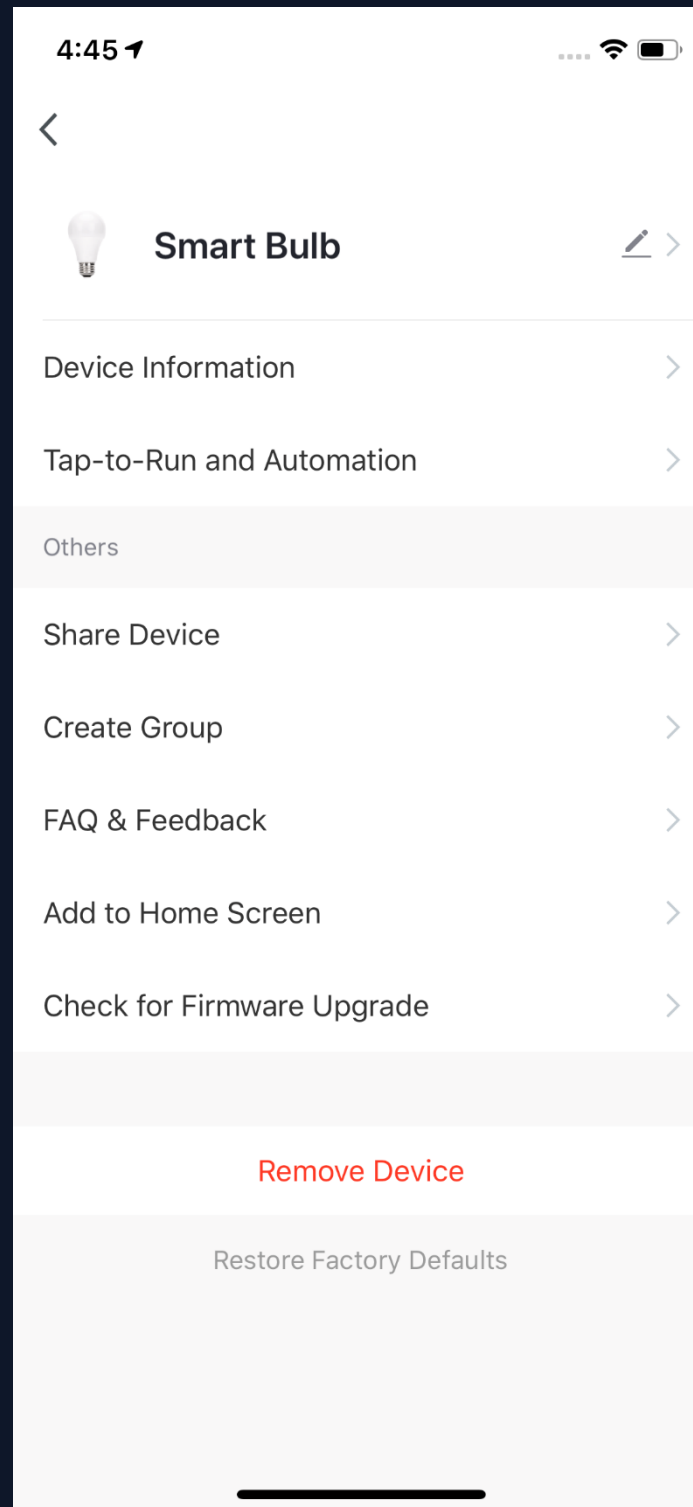 4:45
Smart Bulb
Device Information
Tap-to-Run and Automation
Others
Share Device
Create Group
FAQ & Feedback
Add to Home Screen
Check for Firmware Upgrade
Remove Device
Restore Factory Defaults